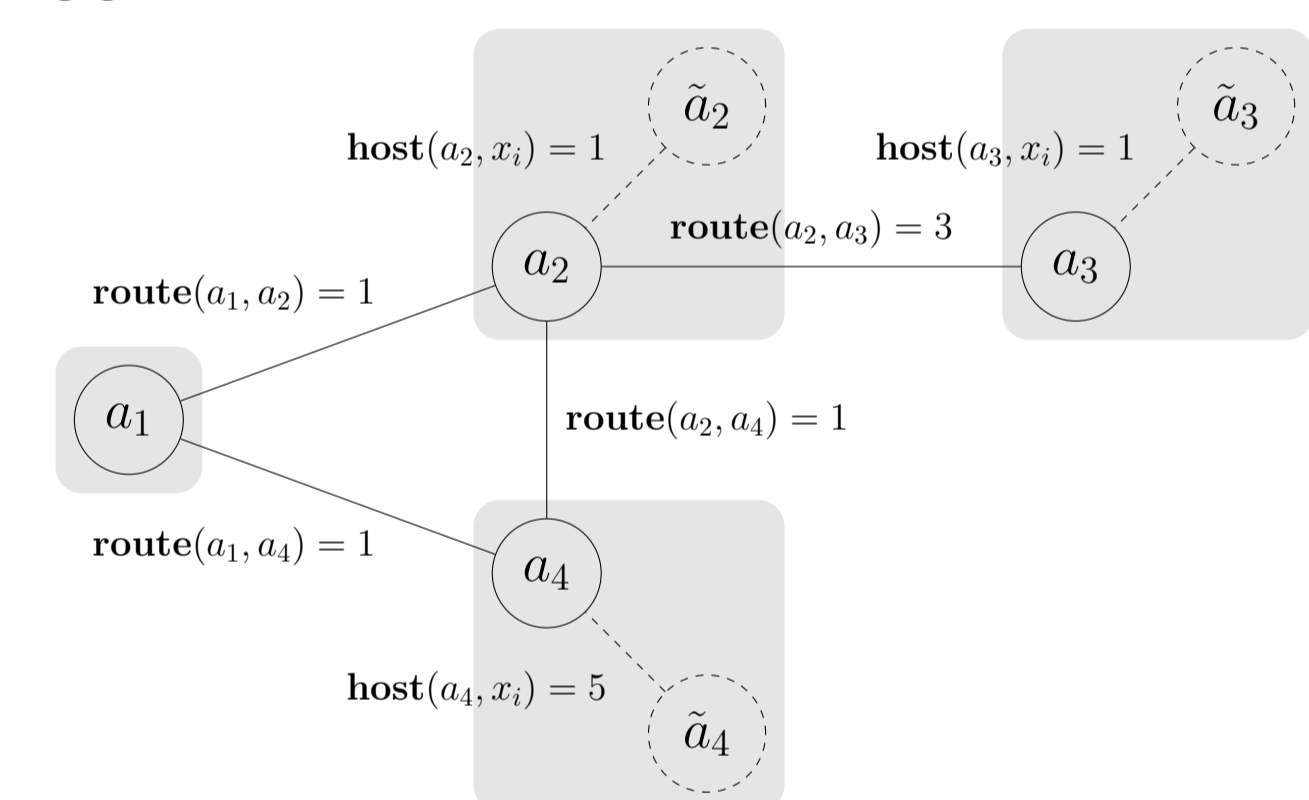 ã₂
ã₃
host(a₂, xᵢ) = 1
host(a₃, xᵢ) = 1
route(a₂, a₃) = 3
a₂
a₃
route(a₁, a₂) = 1
a₁
route(a₂, a₄) = 1
route(a₁, a₄) = 1
a₄
host(a₄, xᵢ) = 5
ã₄